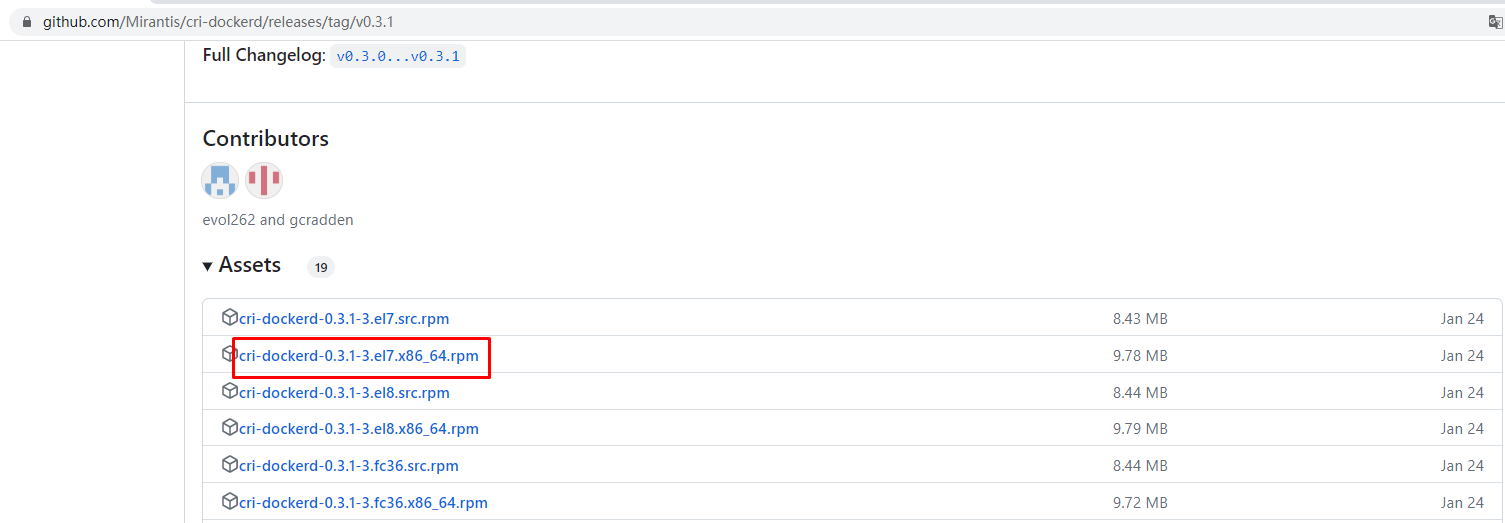 github.com/Mirantis/cri-dockerd/releases/tag/v0.3.1
Full Changelog: v0.3.0...v0.3.1
Contributors
evol262 and gcradden
Assets 19
cri-dockerd-0.3.1-3.el7.src.rpm 8.43 MB Jan 24
cri-dockerd-0.3.1-3.el7.x86_64.rpm 9.78 MB Jan 24
cri-dockerd-0.3.1-3.el8.src.rpm 8.44 MB Jan 24
cri-dockerd-0.3.1-3.el8.x86_64.rpm 9.79 MB Jan 24
cri-dockerd-0.3.1-3.fc36.src.rpm 8.44 MB Jan 24
cri-dockerd-0.3.1-3.fc36.x86_64.rpm 9.72 MB Jan 24